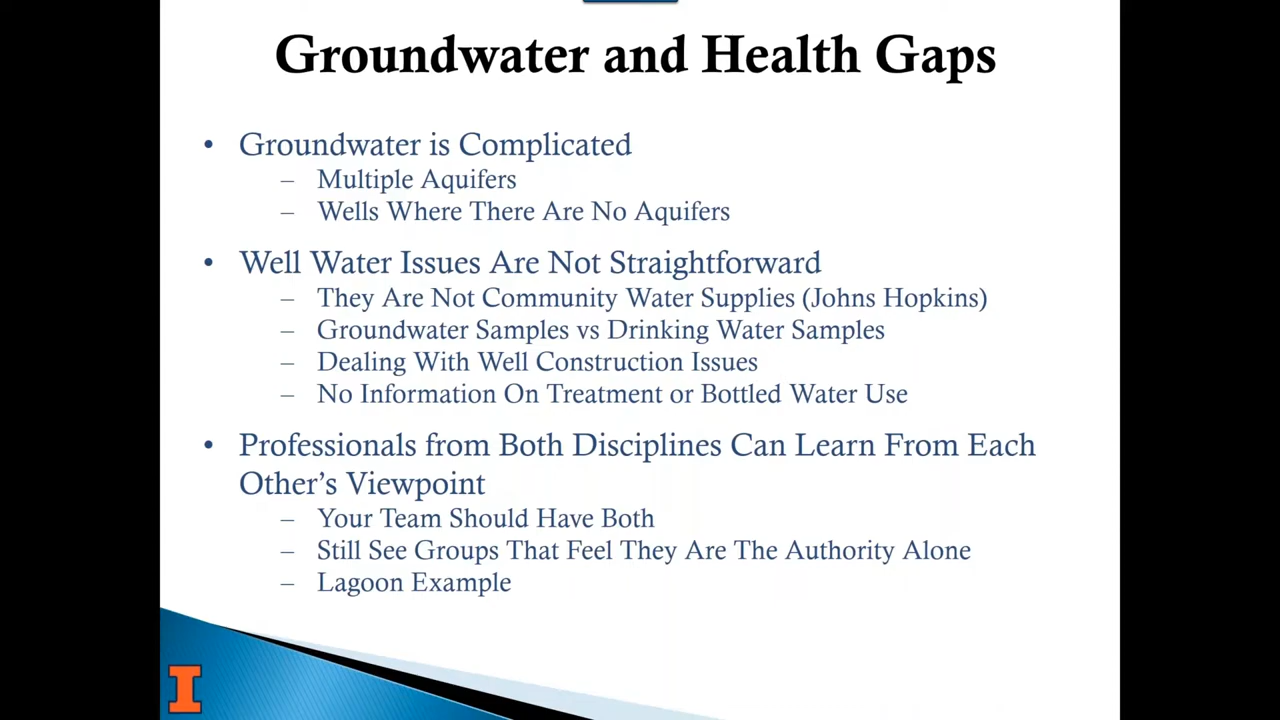 Groundwater and Health Gaps
• Groundwater is Complicated
– Multiple Aquifers
– Wells Where There Are No Aquifers
• Well Water Issues Are Not Straightforward
– They Are Not Community Water Supplies (Johns Hopkins)
– Groundwater Samples vs Drinking Water Samples
– Dealing With Well Construction Issues
– No Information On Treatment or Bottled Water Use
• Professionals from Both Disciplines Can Learn From Each
Other’s Viewpoint
– Your Team Should Have Both
– Still See Groups That Feel They Are The Authority Alone
– Lagoon Example
I